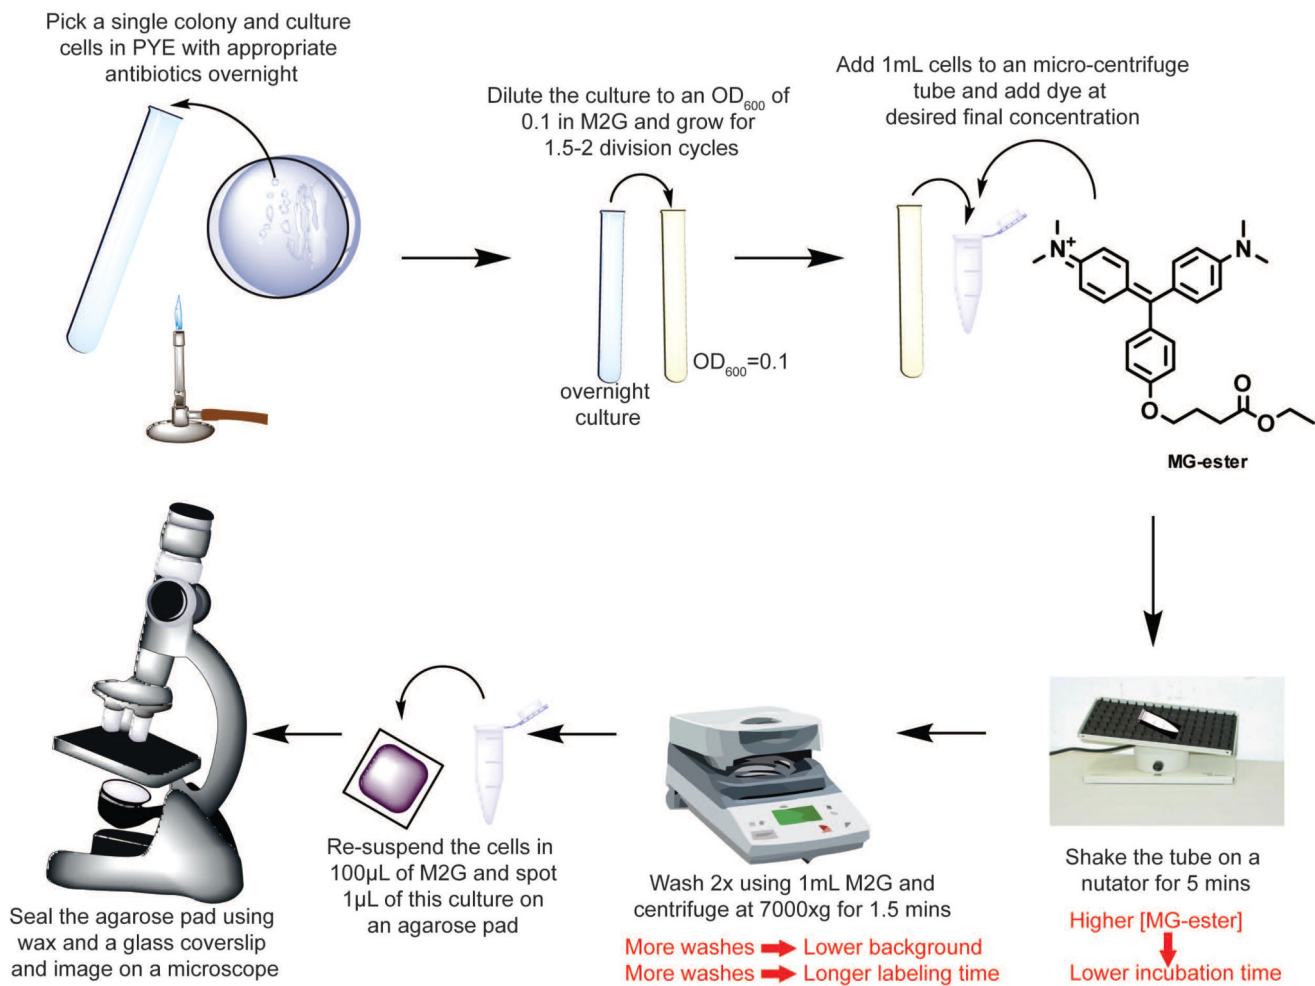 Pick a single colony and culture
cells in PYE with appropriate
antibiotics overnight
Dilute the culture to an OD600 of
0.1 in M2G and grow for
1.5-2 division cycles
overnight
culture
OD600=0.1
Add 1mL cells to an micro-centrifuge
tube and add dye at
desired final concentration
N+
N
O
O
O
MG-ester
Shake the tube on a
nutator for 5 mins
Higher [MG-ester]
Lower incubation time
Wash 2x using 1mL M2G and
centrifuge at 7000xg for 1.5 mins
More washes ➡ Lower background
More washes ➡ Longer labeling time
Re-suspend the cells in
100µL of M2G and spot
1µL of this culture on
an agarose pad
Seal the agarose pad using
wax and a glass coverslip
and image on a microscope